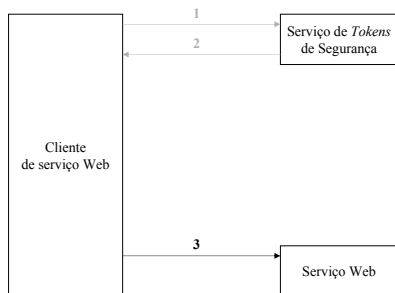 1
Serviço de Tokens
de Segurança
2
Cliente
de serviço Web
3
Serviço Web